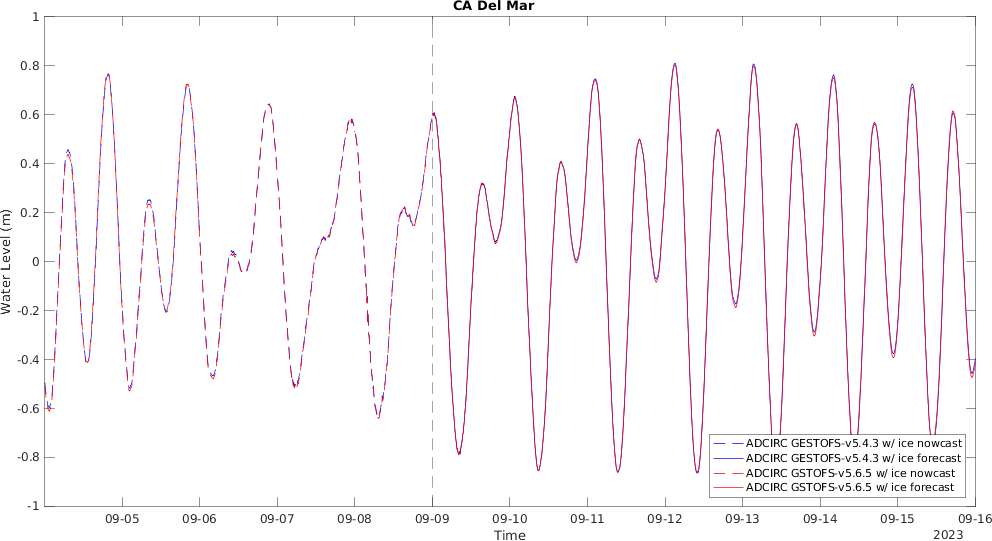 CA Del Mar
1
0.8
0.6
0.4
0.2
0
-0.2
-0.4
-0.6
-0.8
-1
Water Level (m)
ADCIRC GESTOFS-v5.4.3 w/ ice nowcast
ADCIRC GESTOFS-v5.4.3 w/ ice forecast
ADCIRC GSTOFS-v5.6.5 w/ ice nowcast
ADCIRC GSTOFS-v5.6.5 w/ ice forecast
09-05 09-06 09-07 09-08 09-09 09-10 09-11 09-12 09-13 09-14 09-15 09-16
Time
2023